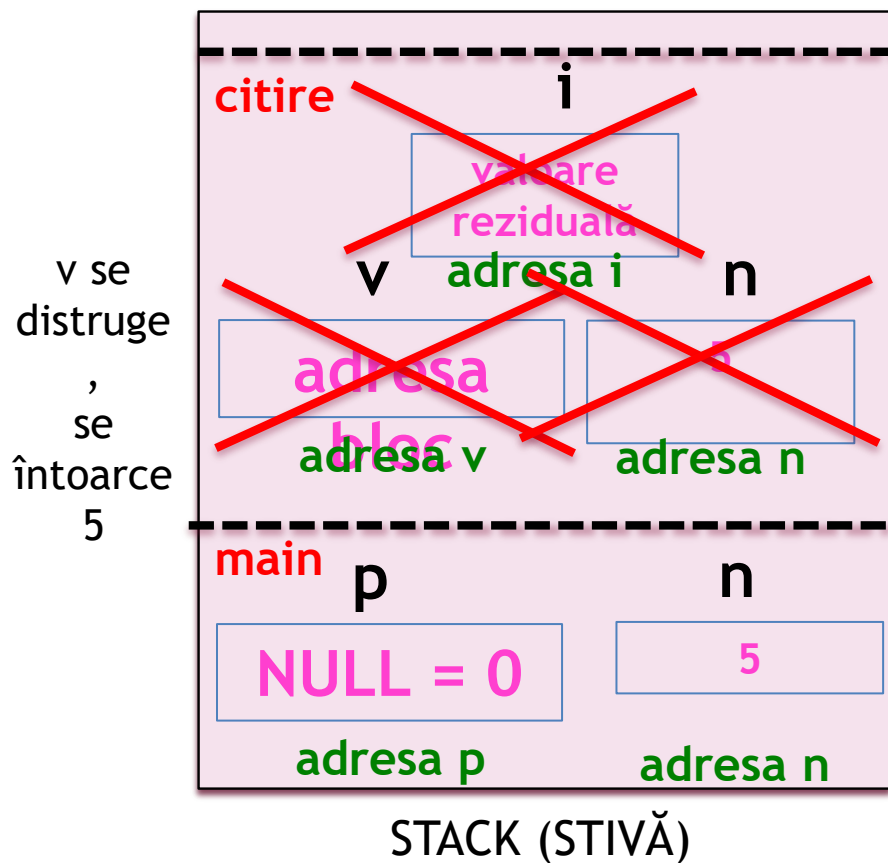 citire
i
valoare
reziduală
adresa i
v
n
adresa
bloc
5
adresa v
adresa n
v se
distruge
,
se
întoarce
5
main
p
n
NULL = 0
5
adresa p
adresa n
STACK (STIVĂ)